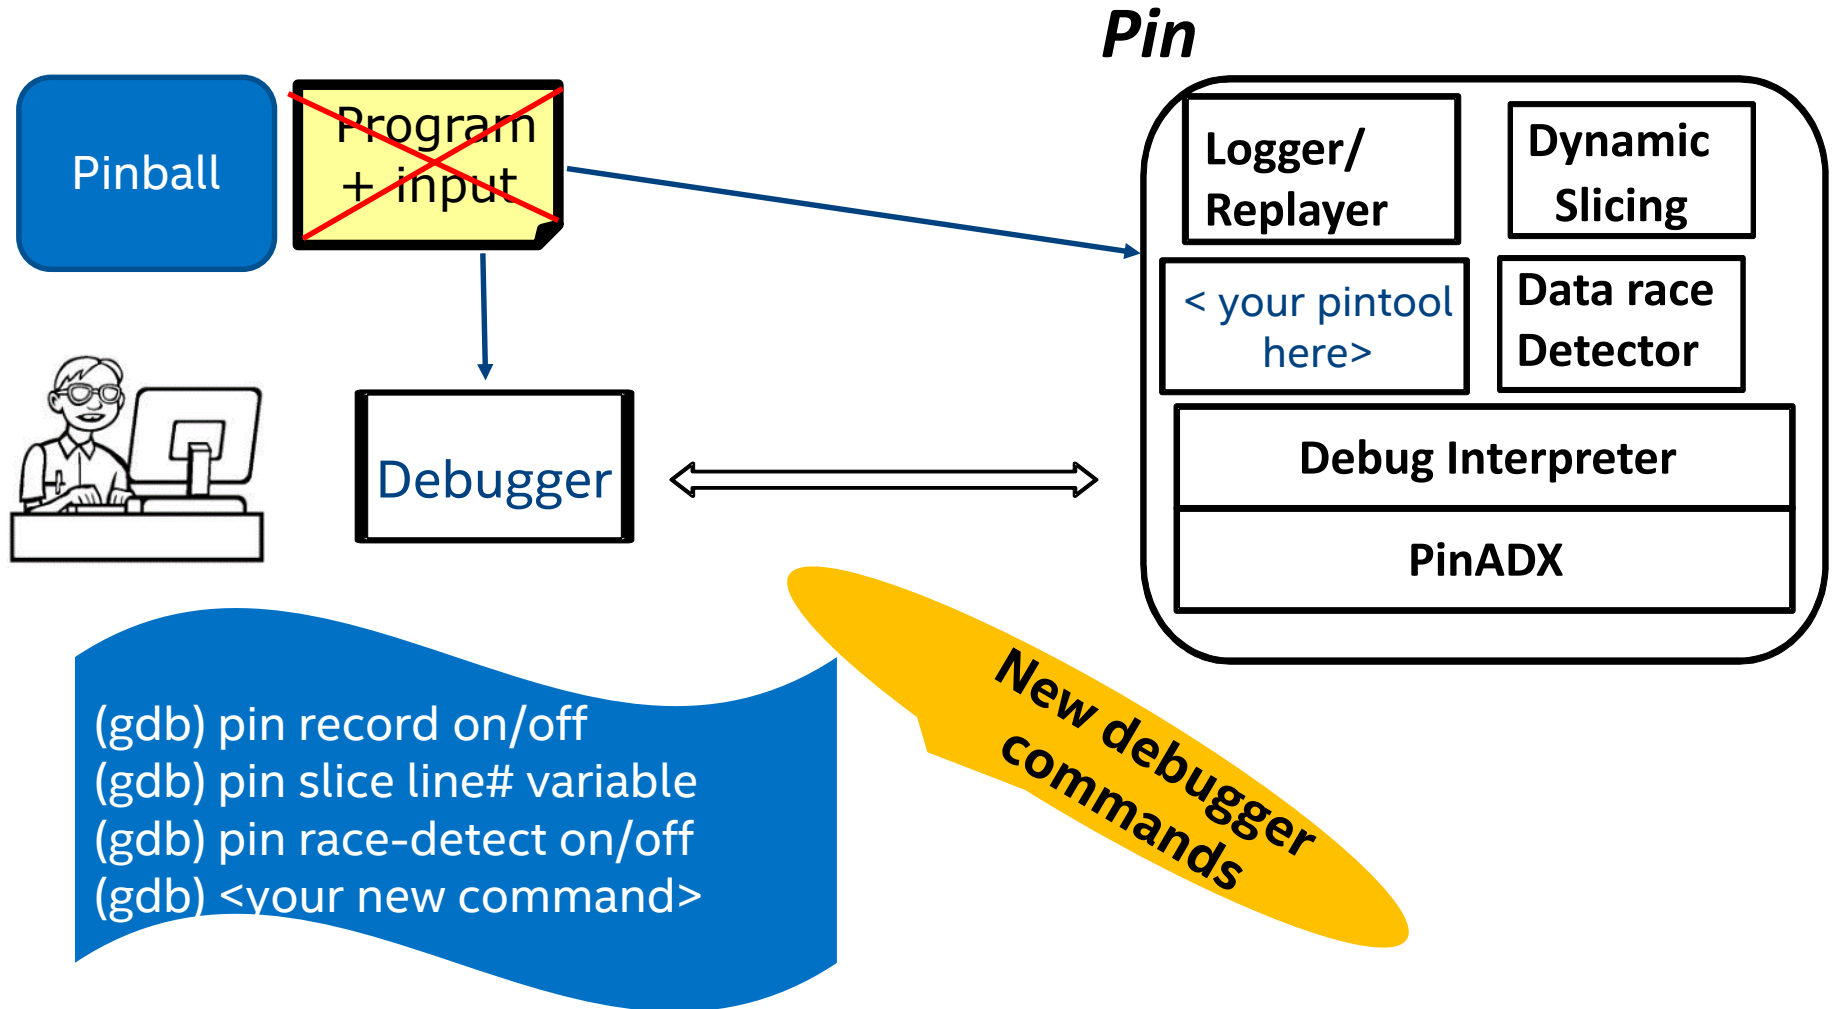 Pin
Pinball
Program
+ input
Logger/
Replayer
Dynamic
Slicing
< your pintool
here>
Data race
Detector
Debugger
Debug Interpreter
PinADX
New debugger
commands
(gdb) pin record on/off
(gdb) pin slice line# variable
(gdb) pin race-detect on/off
(gdb) <your new command>